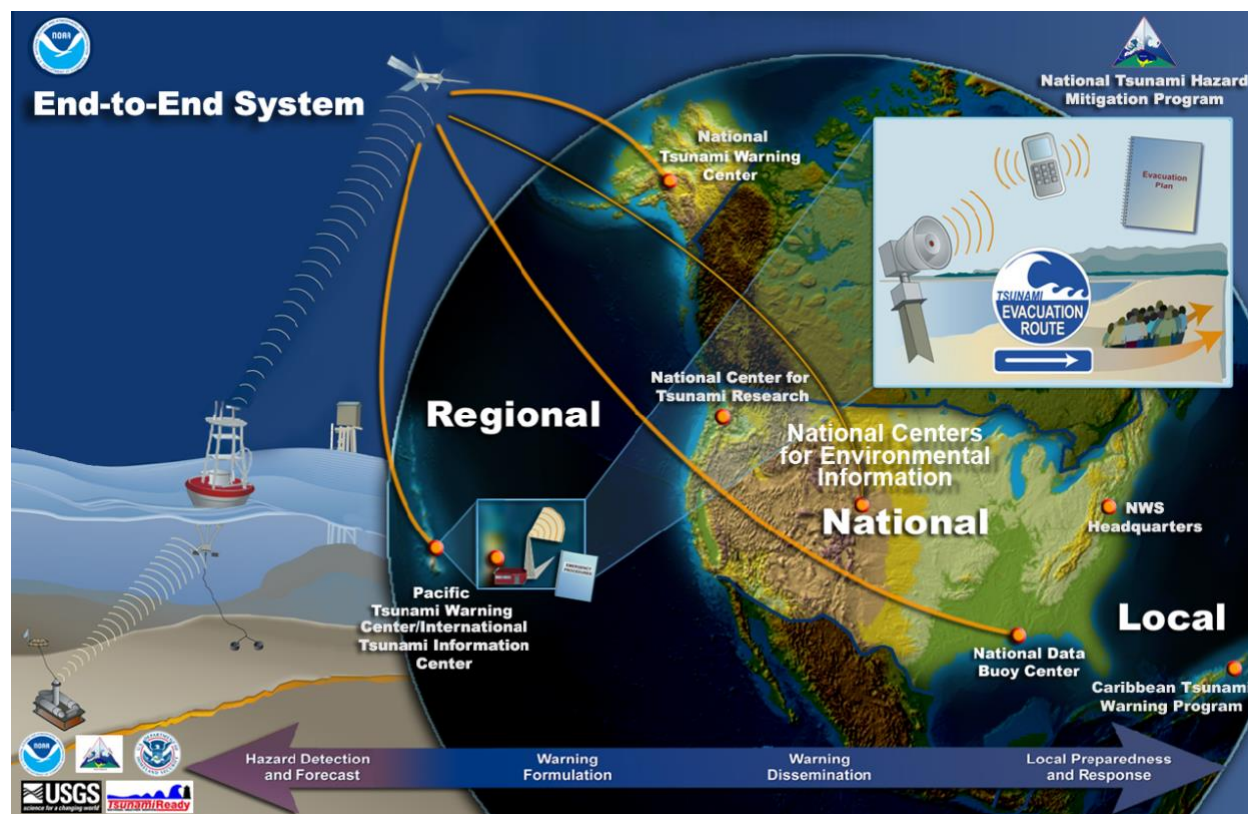 NOAA
End-to-End System
National Tsunami Hazard
Mitigation Program
National
Tsunami Warning
Center
Evacuation
Plan
TSUNAMI
EVACUATION
ROUTE
National Center for
Tsunami Research
Regional
National Centers
for Environmental
Information
National
NWS
Headquarters
EMERGENCY
PROCEDURES
Pacific
Tsunami Warning
Center/International
Tsunami Information
Center
Local
National Data
Buoy Center
Caribbean Tsunami
Warning Program
NOAA
Hazard Detection
and Forecast
Warning
Formulation
Warning
Dissemination
Local Preparedness
and Response
USGS
science for a changing world
TsunamiReady